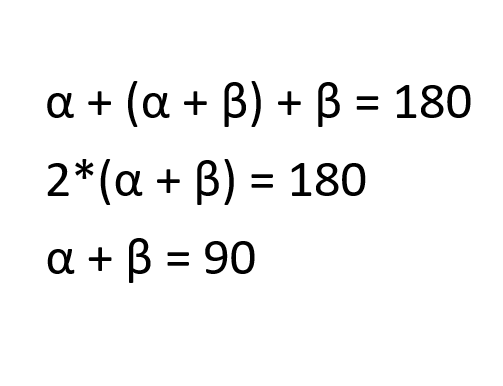 α + (α + β) + β = 180
2*(α + β) = 180
α + β = 90